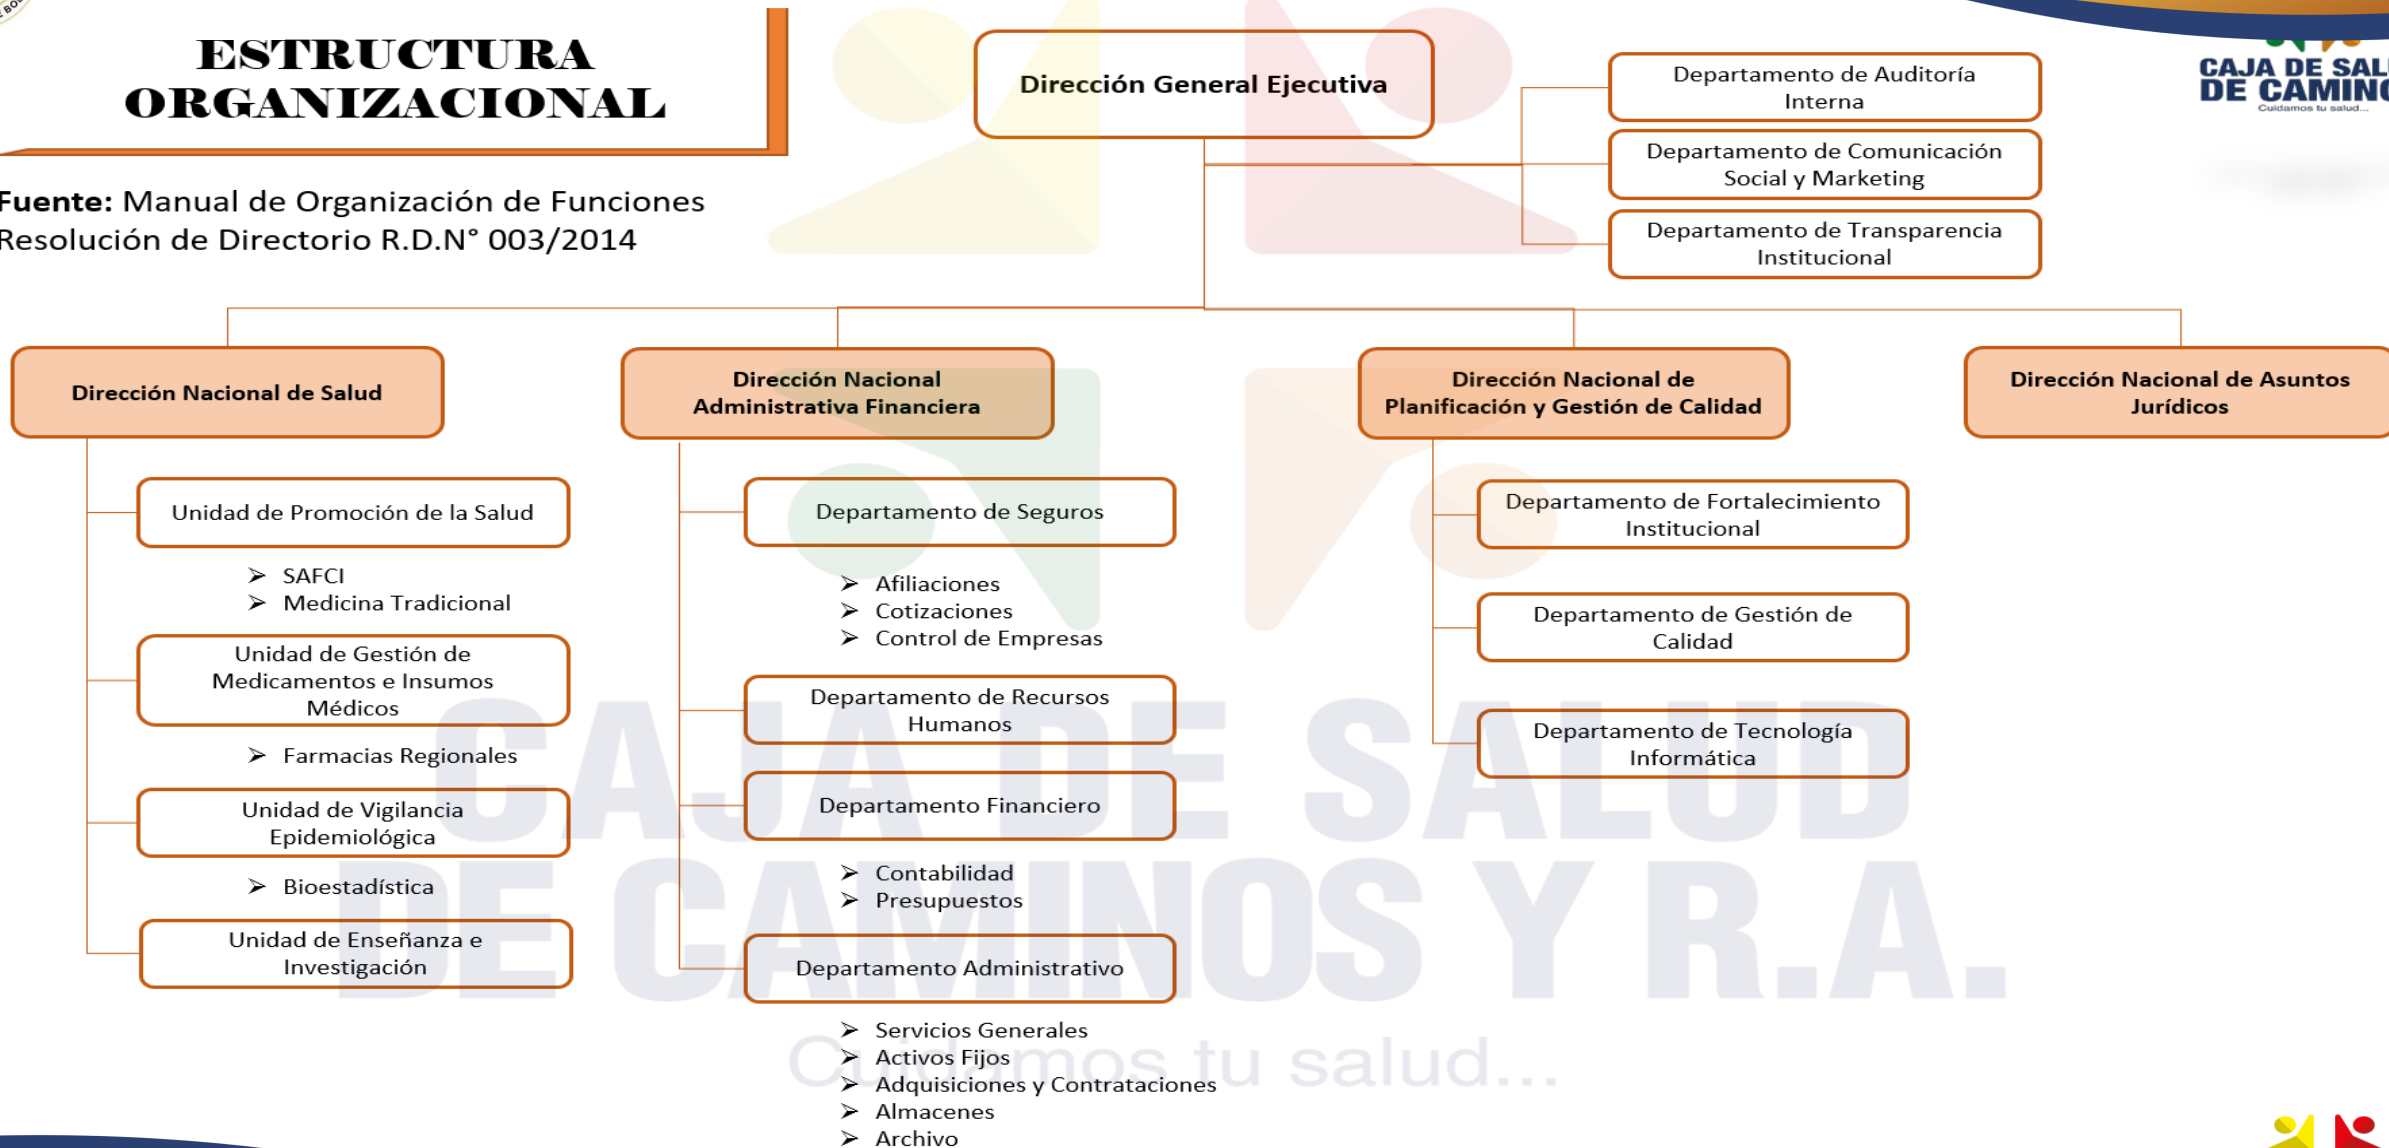 ESTRUCTURA
ORGANIZACIONAL
Fuente: Manual de Organización de Funciones
Resolución de Directorio R.D.N° 003/2014
Dirección General Ejecutiva
Departamento de Auditoría
Interna
Departamento de Comunicación
Social y Marketing
Departamento de Transparencia
Institucional
CAJA DE SAL
DE CAMINO
Cuidamos tu salud...
Dirección Nacional de Salud
Unidad de Promoción de la Salud
➢ SAFCI
➢ Medicina Tradicional
Unidad de Gestión de
Medicamentos e Insumos
Médicos
➢ Farmacias Regionales
Unidad de Vigilancia
Epidemiológica
➢ Bioestadística
Unidad de Enseñanza e
Investigación
Dirección Nacional
Administrativa Financiera
Departamento de Seguros
➢ Afiliaciones
➢ Cotizaciones
➢ Control de Empresas
Departamento de Recursos
Humanos
Departamento Financiero
➢ Contabilidad
➢ Presupuestos
Departamento Administrativo
➢ Servicios Generales
➢ Activos Fijos
➢ Adquisiciones y Contrataciones
➢ Almacenes
➢ Archivo
Dirección Nacional de
Planificación y Gestión de Calidad
Departamento de Fortalecimiento
Institucional
Departamento de Gestión de
Calidad
Departamento de Tecnología
Informática
Dirección Nacional de Asuntos
Jurídicos
CAJA DE SALUD
DE CAMINOS Y R.A.
Cuidamos tu salud...